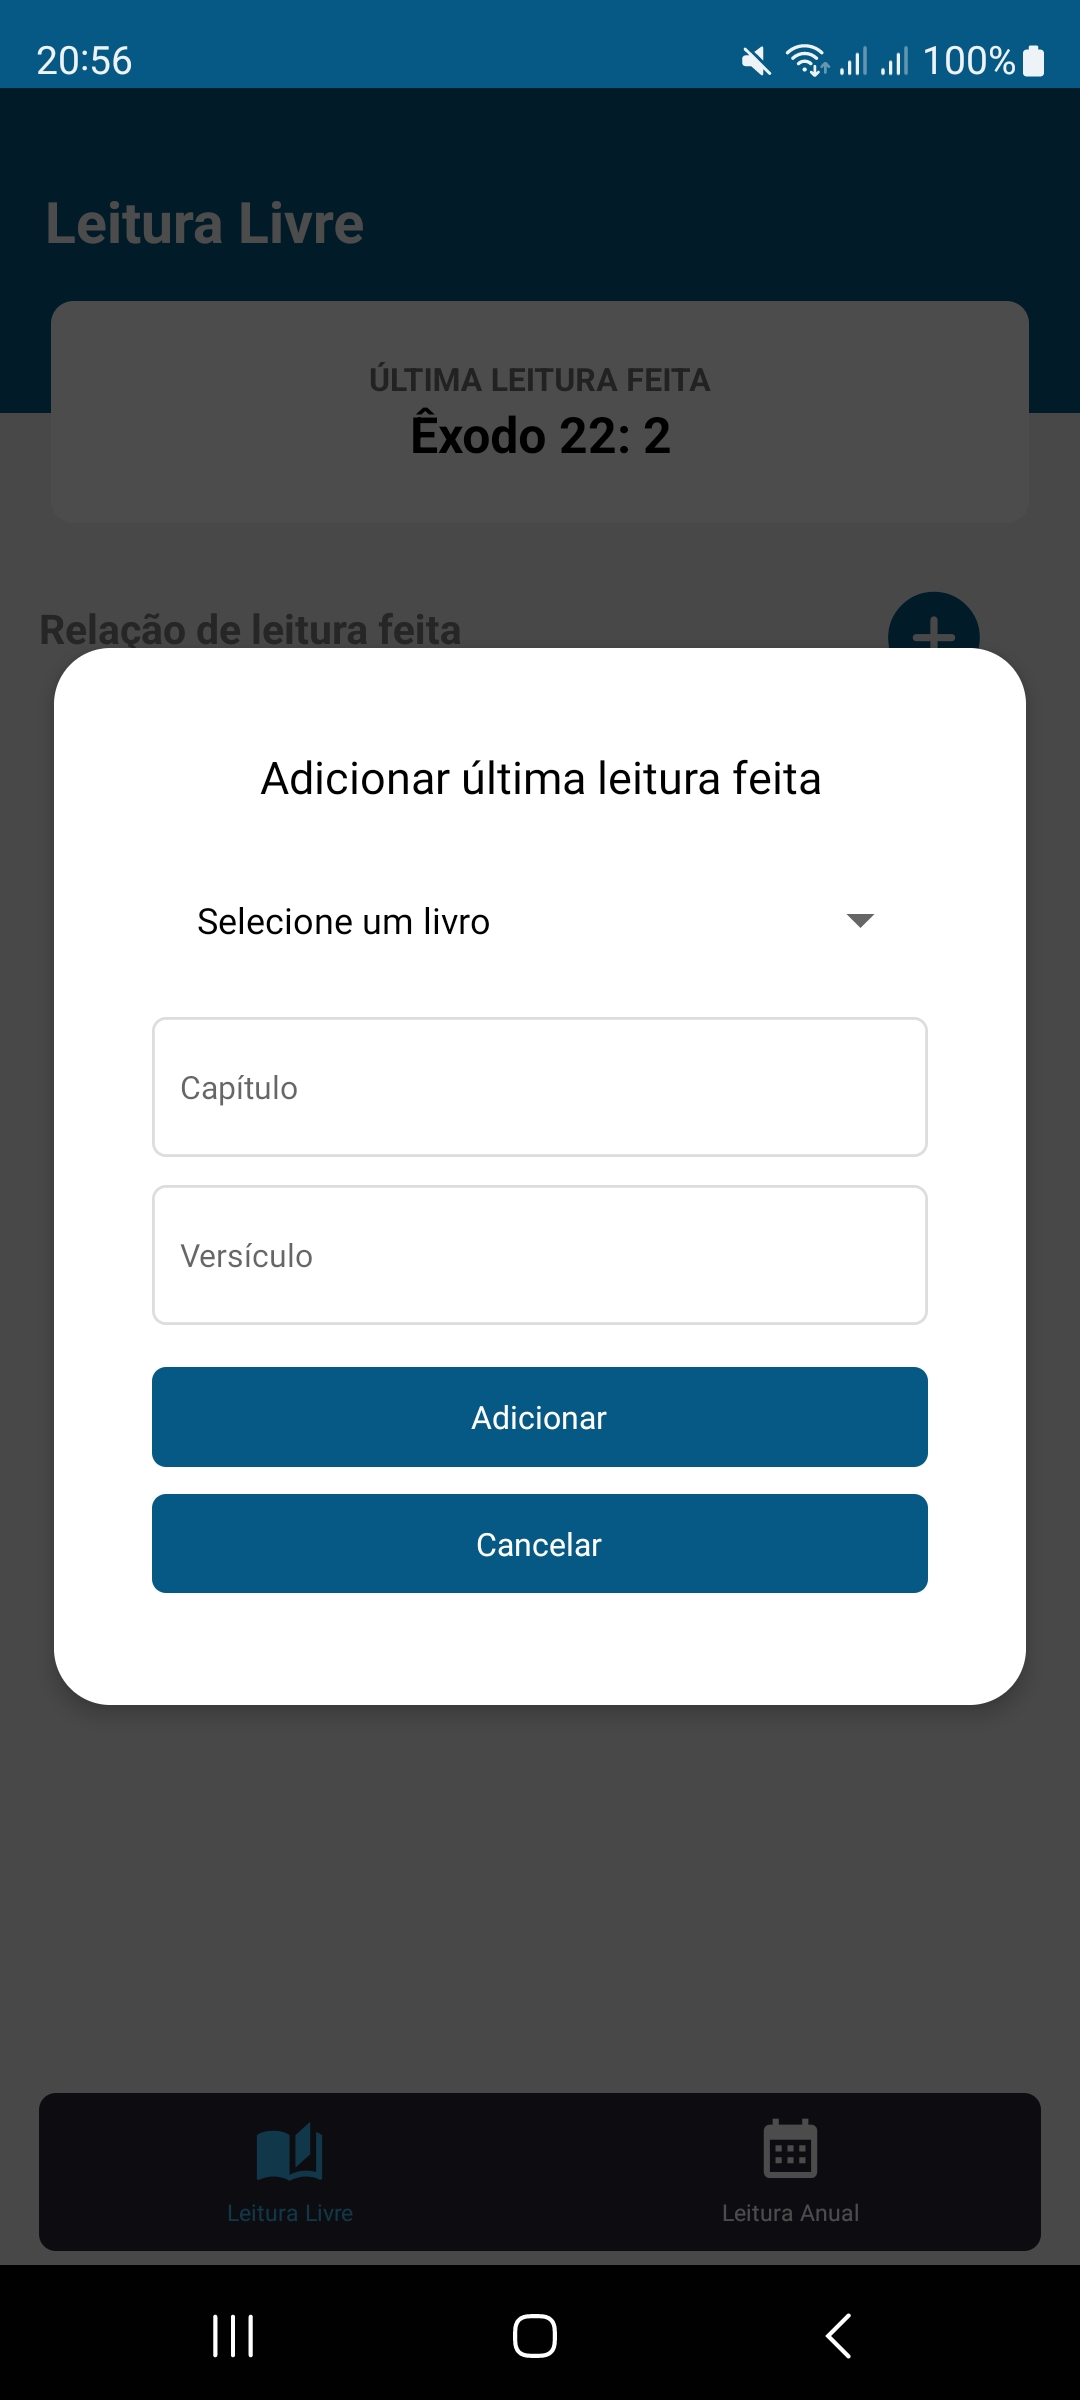 20:56 100%
Leitura Livre
ÚLTIMA LEITURA FEITA
Êxodo 22: 2
Relação de leitura feita
Adicionar última leitura feita
Selecione um livro
Capítulo
Versículo
Adicionar
Cancelar
Leitura Livre Leitura Anual